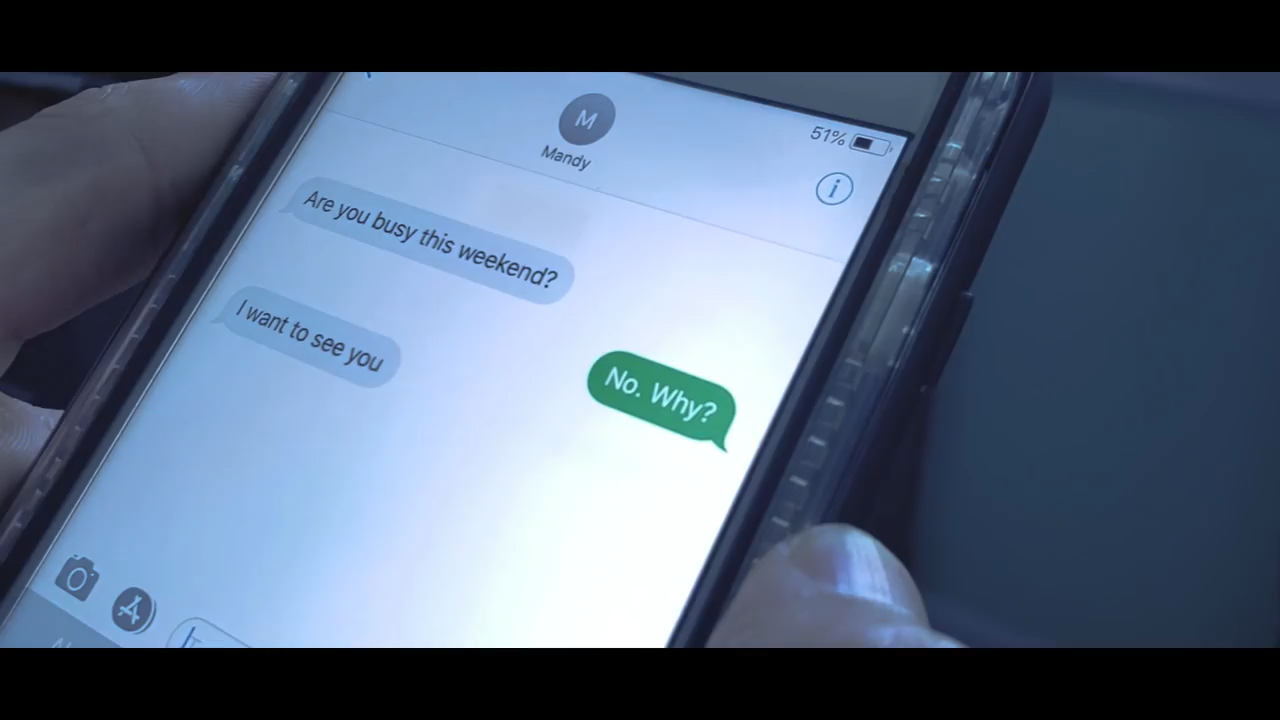 M
Mandy
51%
i
Are you busy this weekend?
No. Why?
I want to see you